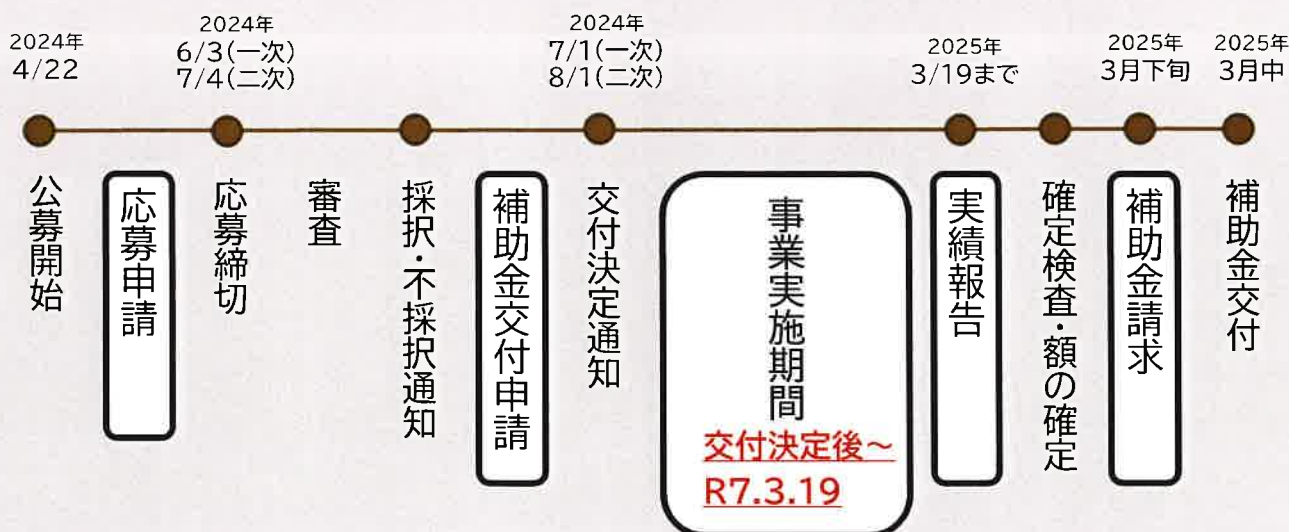 2024年
4/22
2024年
6/3(一次)
7/4(二次)
2024年
7/1(一次)
8/1(二次)
2025年
3/19まで
2025年
3月下旬
2025年
3月中
公募開始
応募申請
応募締切
審査
採択・不採択通知
補助金交付申請
交付決定通知
事業実施期間
交付決定後～
R7.3.19
実績報告
確定検査・額の確定
補助金請求
補助金交付